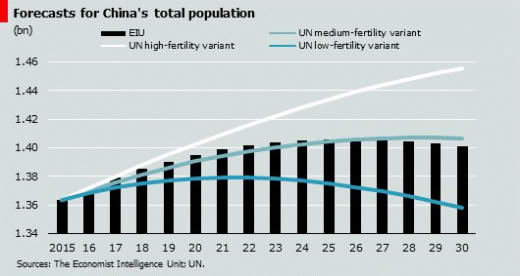 Forecasts for China's total population
(bn)
EIU UN medium-fertility variant
UN high-fertility variant UN low-fertility variant
1.46
1.44
1.42
1.40
1.38
1.36
1.34
2015 16 17 18 19 20 21 22 23 24 25 26 27 28 29 30
Sources: The Economist Intelligence Unit; UN.